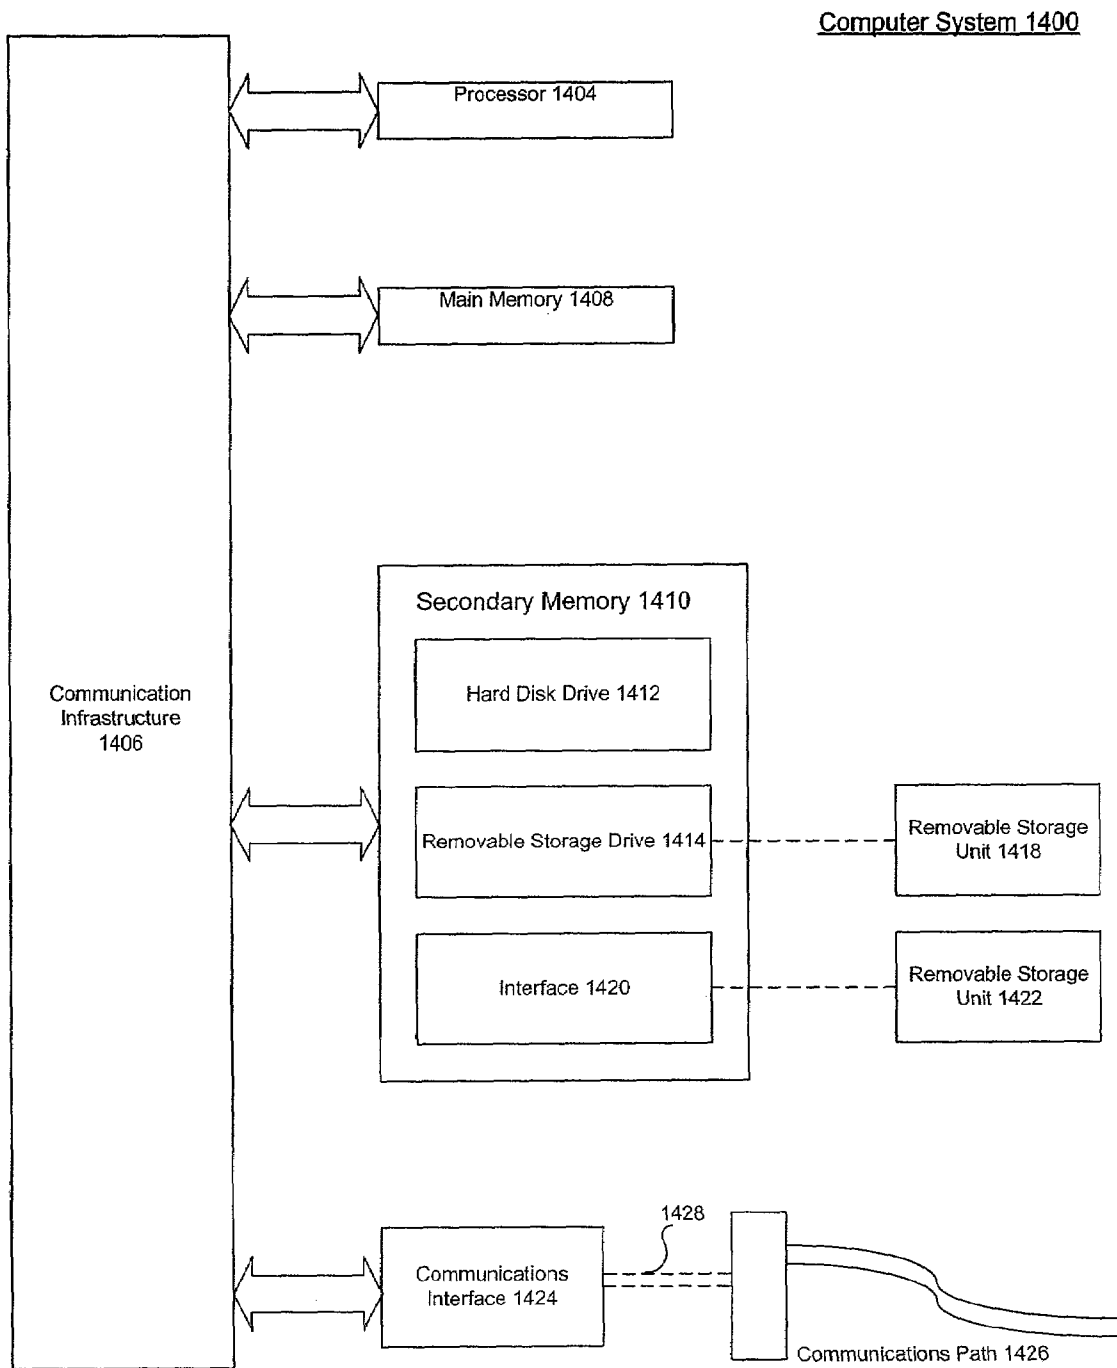 Computer System 1400
Processor 1404
Main Memory 1408
Secondary Memory 1410
Hard Disk Drive 1412
Communication
Infrastructure
1406
Removable Storage Drive 1414
Removable Storage
Unit 1418
Interface 1420
Removable Storage
Unit 1422
1428
Communications
Interface 1424
Communications Path 1426